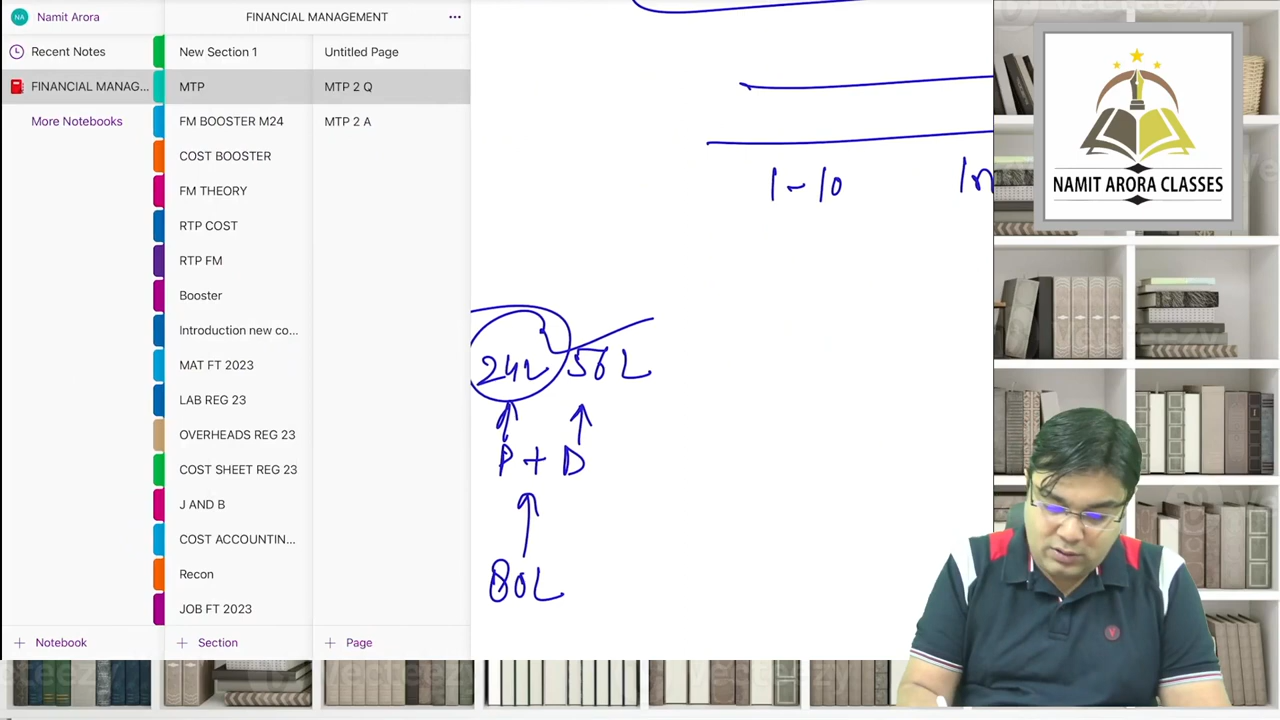 NA Namit Arora
FINANCIAL MANAGEMENT
Recent Notes
FINANCIAL MANAG...
More Notebooks
New Section 1
MTP
FM BOOSTER M24
COST BOOSTER
FM THEORY
RTP COST
RTP FM
Booster
Introduction new co...
MAT FT 2023
LAB REG 23
OVERHEADS REG 23
COST SHEET REG 23
J AND B
COST ACCOUNTIN...
Recon
JOB FT 2023
Untitled Page
MTP 2 Q
MTP 2 A
+ Notebook
+ Section
+ Page
1-10
24L 56L
P + D
80L
NAMIT ARORA CLASSES